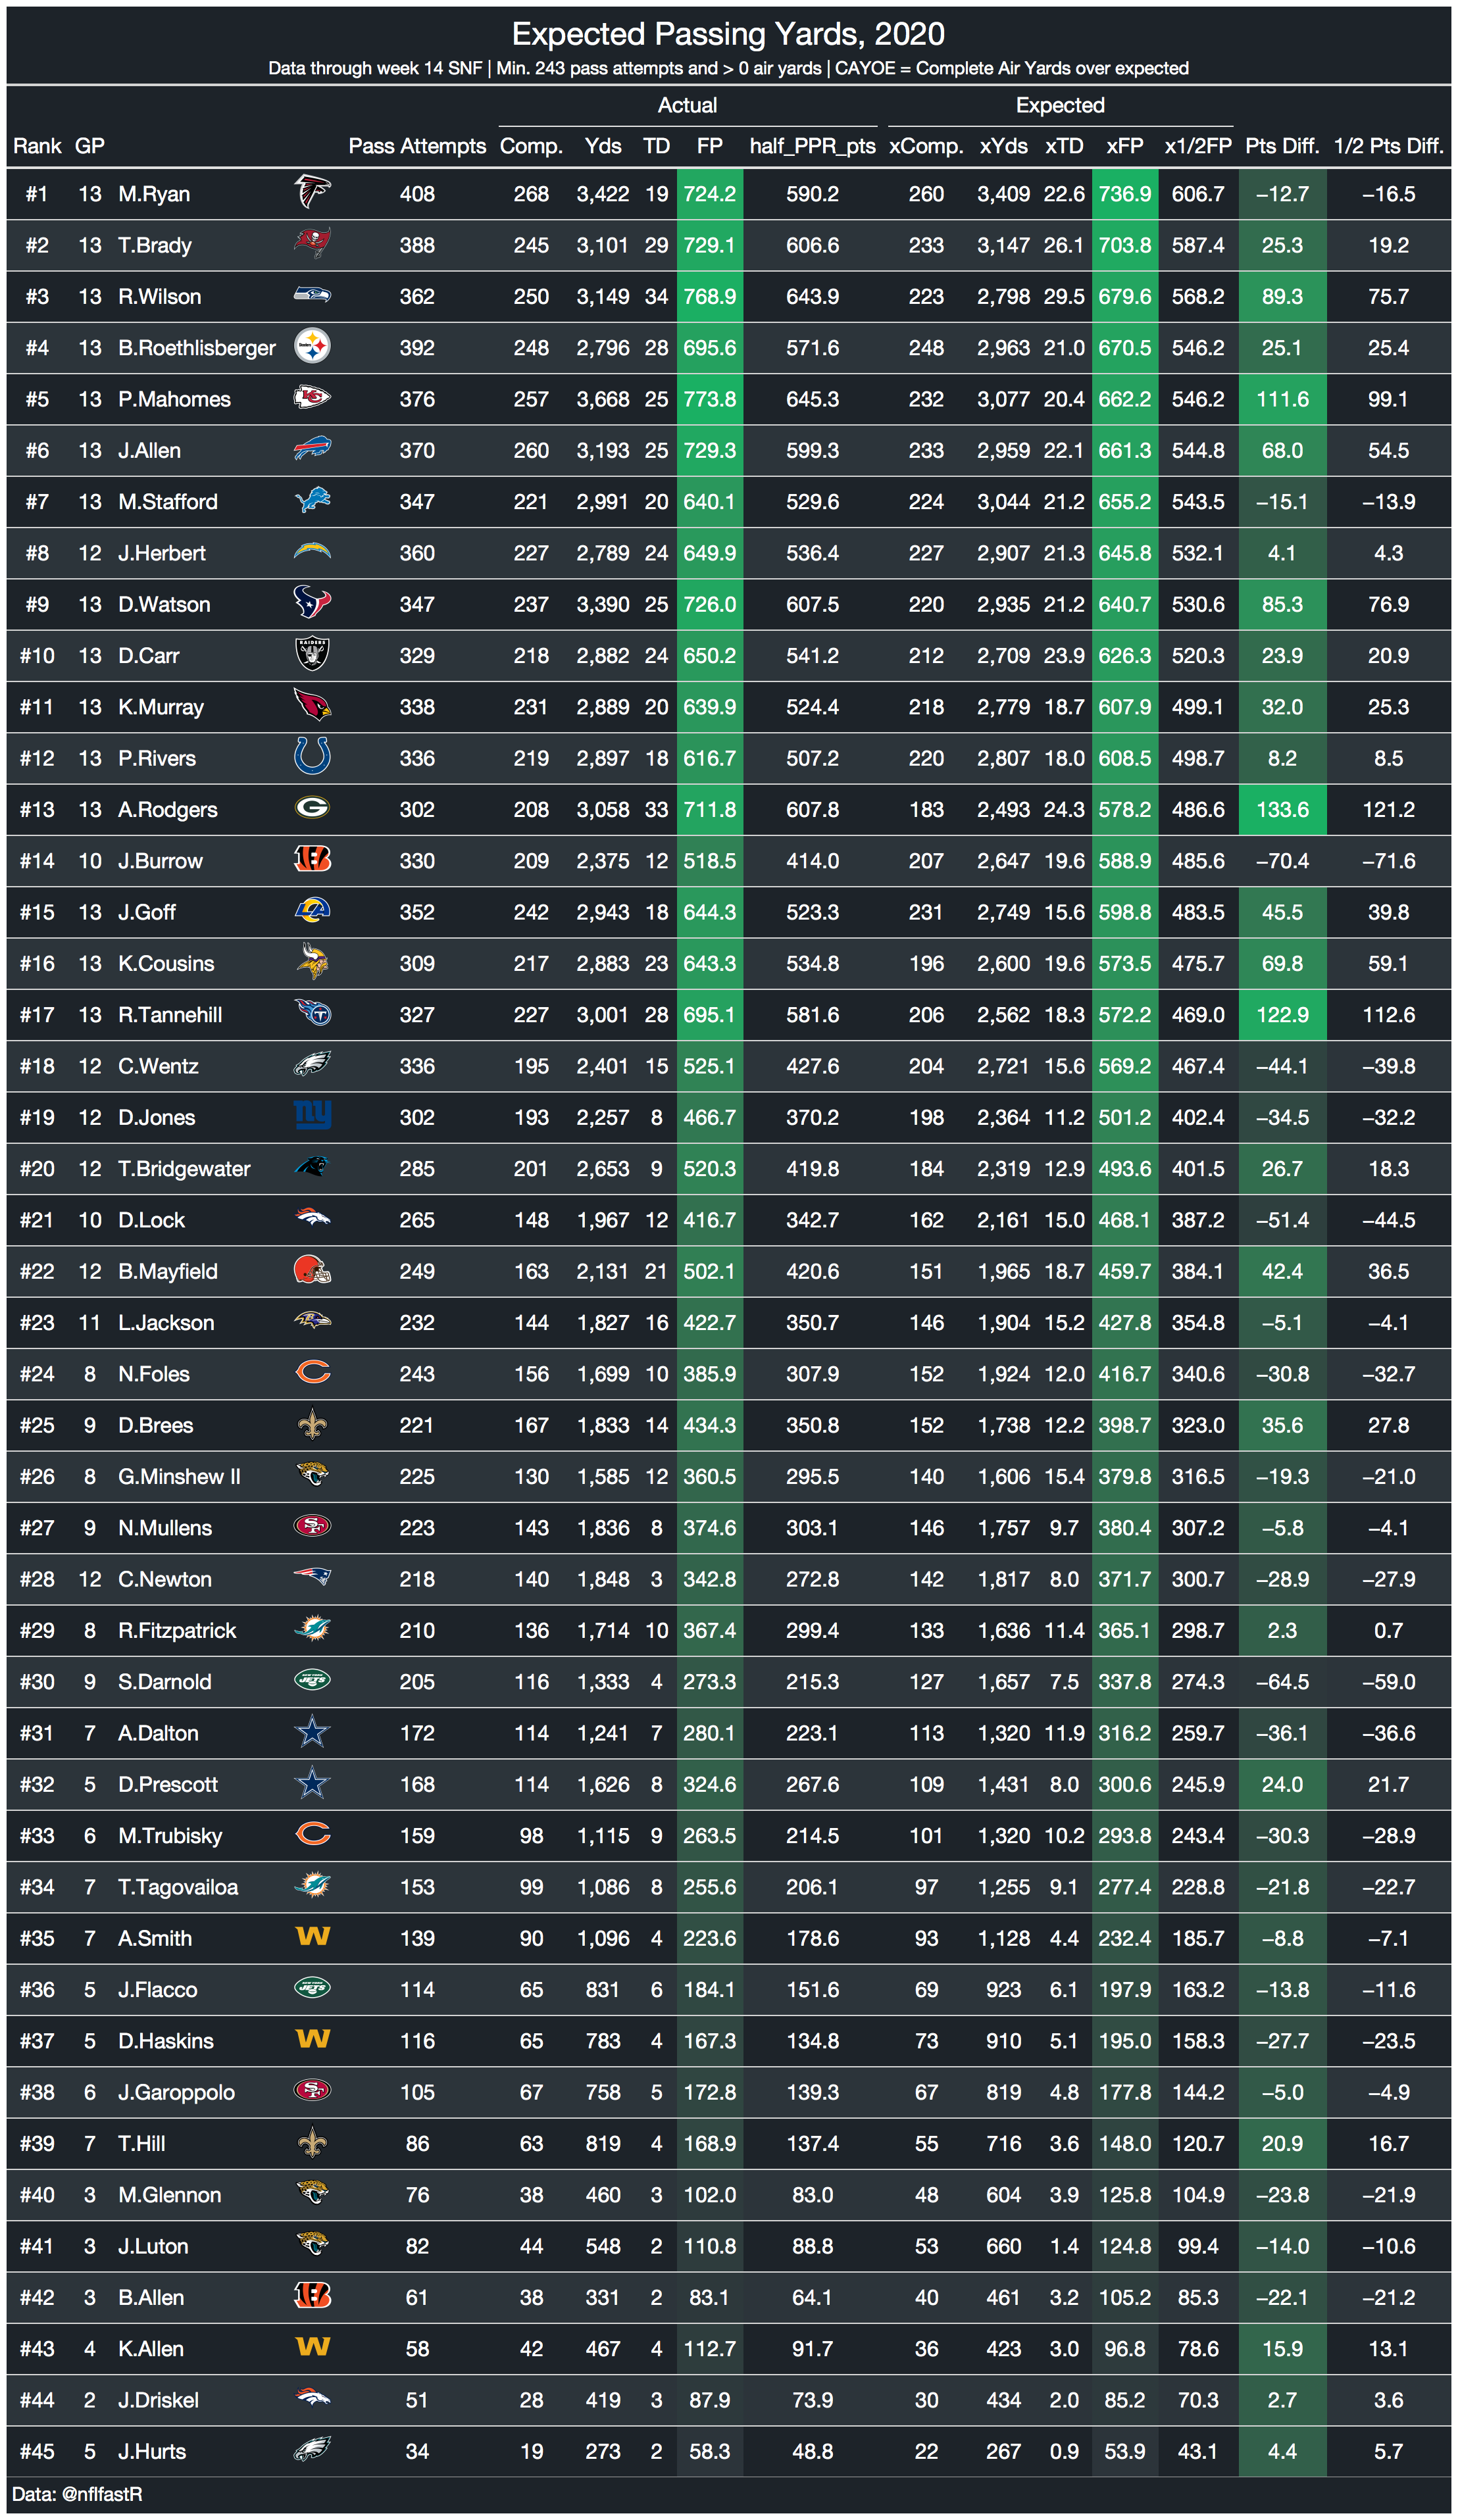 Expected Passing Yards, 2020
Data through week 14 SNF | Min. 243 pass attempts and > 0 air yards | CAYOE = Complete Air Yards over expected
Actual Expected
Rank GP Pass Attempts Comp. Yds TD FP half_PPR_pts xComp. xYds xTD xFP x1/2FP Pts Diff. 1/2 Pts Diff.
#1 13 M.Ryan 408 268 3,422 19 724.2 590.2 260 3,409 22.6 736.9 606.7 −12.7 −16.5
#2 13 T.Brady 388 245 3,101 29 729.1 606.6 233 3,147 26.1 703.8 587.4 25.3 19.2
#3 13 R.Wilson 362 250 3,149 34 768.9 643.9 223 2,798 29.5 679.6 568.2 89.3 75.7
#4 13 B.Roethlisberger Steelers 392 248 2,796 28 695.6 571.6 248 2,963 21.0 670.5 546.2 25.1 25.4
#5 13 P.Mahomes KC 376 257 3,668 25 773.8 645.3 232 3,077 20.4 662.2 546.2 111.6 99.1
#6 13 J.Allen 370 260 3,193 25 729.3 599.3 233 2,959 22.1 661.3 544.8 68.0 54.5
#7 13 M.Stafford 347 221 2,991 20 640.1 529.6 224 3,044 21.2 655.2 543.5 −15.1 −13.9
#8 12 J.Herbert 360 227 2,789 24 649.9 536.4 227 2,907 21.3 645.8 532.1 4.1 4.3
#9 13 D.Watson 347 237 3,390 25 726.0 607.5 220 2,935 21.2 640.7 530.6 85.3 76.9
#10 13 D.Carr RAIDERS 329 218 2,882 24 650.2 541.2 212 2,709 23.9 626.3 520.3 23.9 20.9
#11 13 K.Murray 338 231 2,889 20 639.9 524.4 218 2,779 18.7 607.9 499.1 32.0 25.3
#12 13 P.Rivers 336 219 2,897 18 616.7 507.2 220 2,807 18.0 608.5 498.7 8.2 8.5
#13 13 A.Rodgers G 302 208 3,058 33 711.8 607.8 183 2,493 24.3 578.2 486.6 133.6 121.2
#14 10 J.Burrow B 330 209 2,375 12 518.5 414.0 207 2,647 19.6 588.9 485.6 −70.4 −71.6
#15 13 J.Goff LA 352 242 2,943 18 644.3 523.3 231 2,749 15.6 598.8 483.5 45.5 39.8
#16 13 K.Cousins 309 217 2,883 23 643.3 534.8 196 2,600 19.6 573.5 475.7 69.8 59.1
#17 13 R.Tannehill T 327 227 3,001 28 695.1 581.6 206 2,562 18.3 572.2 469.0 122.9 112.6
#18 12 C.Wentz 336 195 2,401 15 525.1 427.6 204 2,721 15.6 569.2 467.4 −44.1 −39.8
#19 12 D.Jones ny 302 193 2,257 8 466.7 370.2 198 2,364 11.2 501.2 402.4 −34.5 −32.2
#20 12 T.Bridgewater 285 201 2,653 9 520.3 419.8 184 2,319 12.9 493.6 401.5 26.7 18.3
#21 10 D.Lock 265 148 1,967 12 416.7 342.7 162 2,161 15.0 468.1 387.2 −51.4 −44.5
#22 12 B.Mayfield 249 163 2,131 21 502.1 420.6 151 1,965 18.7 459.7 384.1 42.4 36.5
#23 11 L.Jackson 232 144 1,827 16 422.7 350.7 146 1,904 15.2 427.8 354.8 −5.1 −4.1
#24 8 N.Foles C 243 156 1,699 10 385.9 307.9 152 1,924 12.0 416.7 340.6 −30.8 −32.7
#25 9 D.Brees 221 167 1,833 14 434.3 350.8 152 1,738 12.2 398.7 323.0 35.6 27.8
#26 8 G.Minshew II 225 130 1,585 12 360.5 295.5 140 1,606 15.4 379.8 316.5 −19.3 −21.0
#27 9 N.Mullens SF 223 143 1,836 8 374.6 303.1 146 1,757 9.7 380.4 307.2 −5.8 −4.1
#28 12 C.Newton 218 140 1,848 3 342.8 272.8 142 1,817 8.0 371.7 300.7 −28.9 −27.9
#29 8 R.Fitzpatrick 210 136 1,714 10 367.4 299.4 133 1,636 11.4 365.1 298.7 2.3 0.7
#30 9 S.Darnold NEW YORK JETS 205 116 1,333 4 273.3 215.3 127 1,657 7.5 337.8 274.3 −64.5 −59.0
#31 7 A.Dalton 172 114 1,241 7 280.1 223.1 113 1,320 11.9 316.2 259.7 −36.1 −36.6
#32 5 D.Prescott 168 114 1,626 8 324.6 267.6 109 1,431 8.0 300.6 245.9 24.0 21.7
#33 6 M.Trubisky C 159 98 1,115 9 263.5 214.5 101 1,320 10.2 293.8 243.4 −30.3 −28.9
#34 7 T.Tagovailoa 153 99 1,086 8 255.6 206.1 97 1,255 9.1 277.4 228.8 −21.8 −22.7
#35 7 A.Smith W 139 90 1,096 4 223.6 178.6 93 1,128 4.4 232.4 185.7 −8.8 −7.1
#36 5 J.Flacco NEW YORK JETS 114 65 831 6 184.1 151.6 69 923 6.1 197.9 163.2 −13.8 −11.6
#37 5 D.Haskins W 116 65 783 4 167.3 134.8 73 910 5.1 195.0 158.3 −27.7 −23.5
#38 6 J.Garoppolo SF 105 67 758 5 172.8 139.3 67 819 4.8 177.8 144.2 −5.0 −4.9
#39 7 T.Hill 86 63 819 4 168.9 137.4 55 716 3.6 148.0 120.7 20.9 16.7
#40 3 M.Glennon 76 38 460 3 102.0 83.0 48 604 3.9 125.8 104.9 −23.8 −21.9
#41 3 J.Luton 82 44 548 2 110.8 88.8 53 660 1.4 124.8 99.4 −14.0 −10.6
#42 3 B.Allen B 61 38 331 2 83.1 64.1 40 461 3.2 105.2 85.3 −22.1 −21.2
#43 4 K.Allen W 58 42 467 4 112.7 91.7 36 423 3.0 96.8 78.6 15.9 13.1
#44 2 J.Driskel 51 28 419 3 87.9 73.9 30 434 2.0 85.2 70.3 2.7 3.6
#45 5 J.Hurts 34 19 273 2 58.3 48.8 22 267 0.9 53.9 43.1 4.4 5.7
Data: @nflfastR